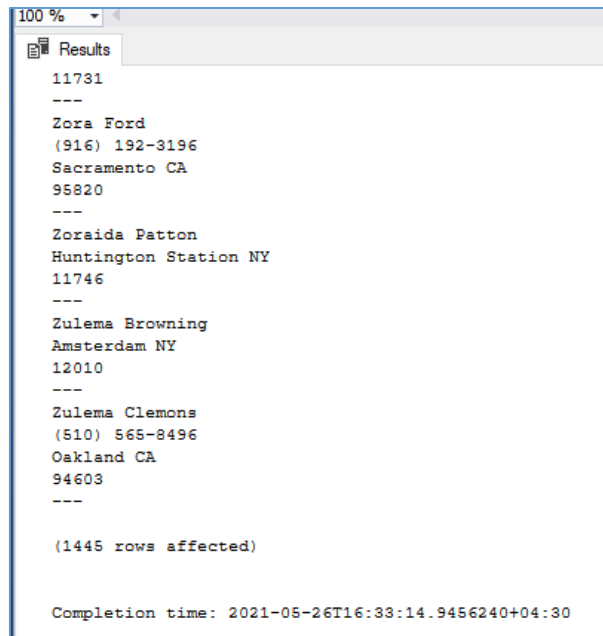 100 %
Results
11731
---
Zora Ford
(916) 192-3196
Sacramento CA
95820
---
Zoraida Patton
Huntington Station NY
11746
---
Zulema Browning
Amsterdam NY
12010
---
Zulema Clemons
(510) 565-8496
Oakland CA
94603
---
(1445 rows affected)
Completion time: 2021-05-26T16:33:14.9456240+04:30